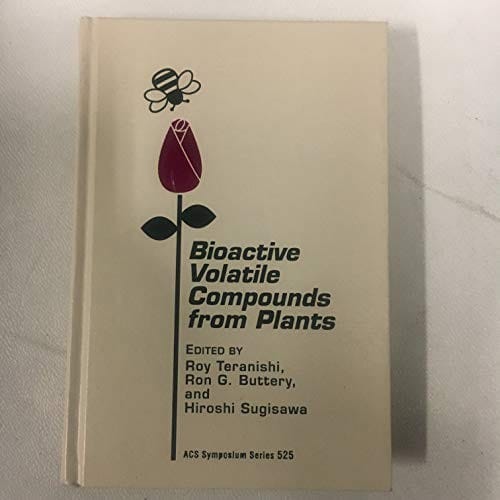 Bioactive
Volatile
Compounds
from Plants
EDITED BY
Roy Teranishi,
Ron G. Buttery,
and
Hiroshi Sugisawa
ACS Symposium Series 525